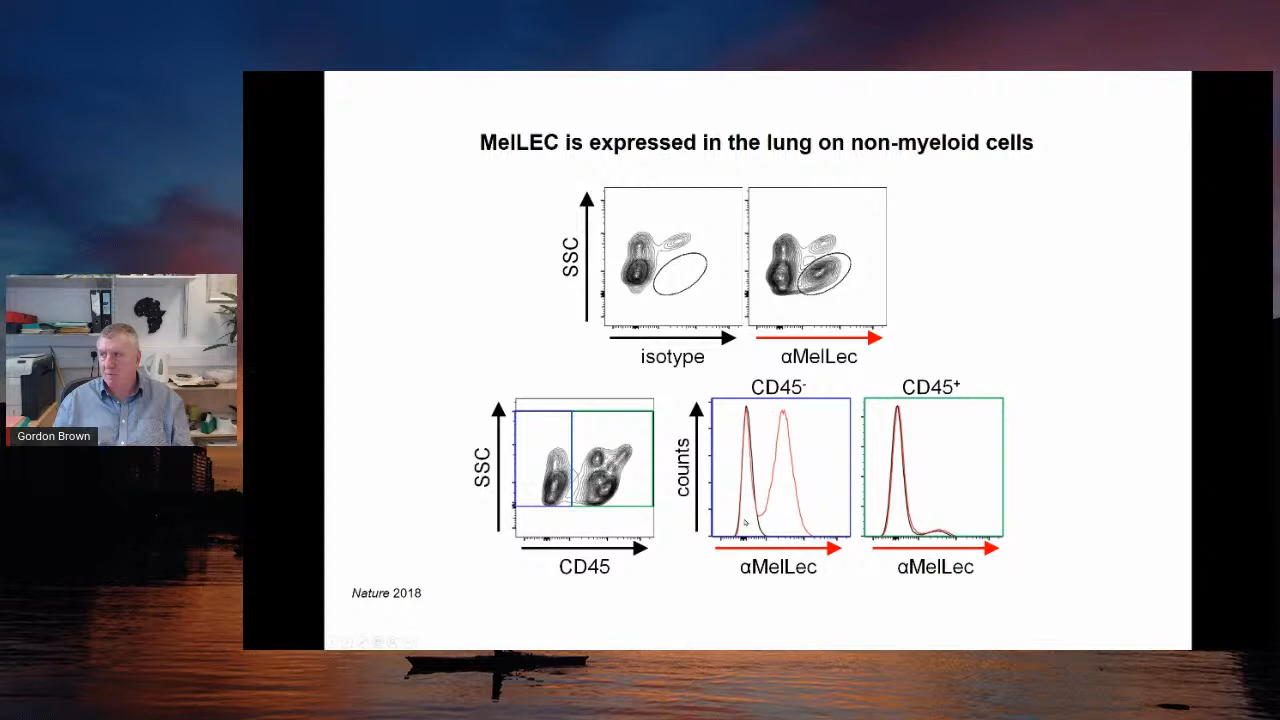 MelLEC is expressed in the lung on non-myeloid cells
SSC
isotype
αMelLec
SSC
CD45
CD45-
CD45+
counts
αMelLec
αMelLec
Nature 2018
Gordon Brown